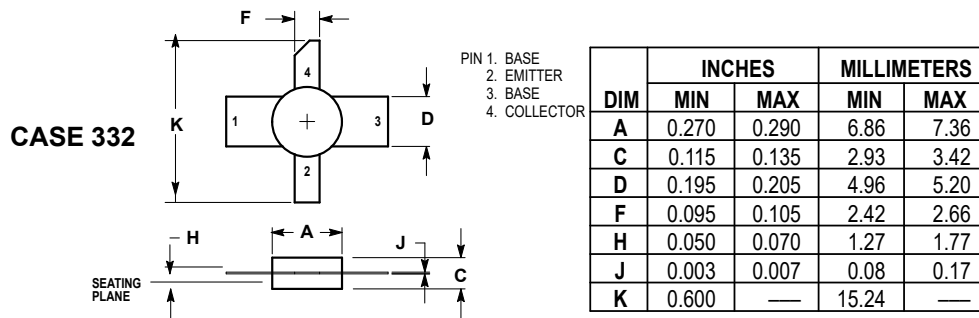 F
4
K
1
3
D
CASE 332
2
H
A
J
C
SEATING
PLANE
PIN 1. BASE
2. EMITTER
3. BASE
4. COLLECTOR
INCHES MILLIMETERS
DIM MIN MAX MIN MAX
A 0.270 0.290 6.86 7.36
C 0.115 0.135 2.93 3.42
D 0.195 0.205 4.96 5.20
F 0.095 0.105 2.42 2.66
H 0.050 0.070 1.27 1.77
J 0.003 0.007 0.08 0.17
K 0.600 ––– 15.24 –––